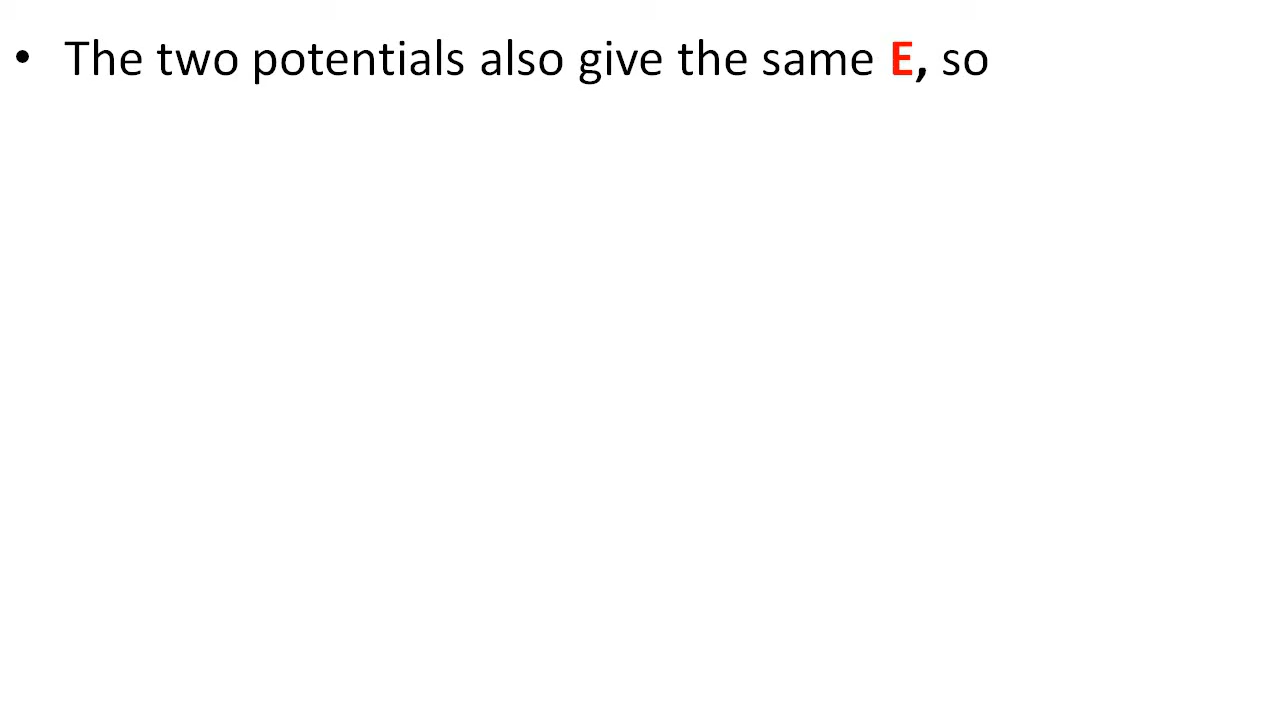 • The two potentials also give the same E, so